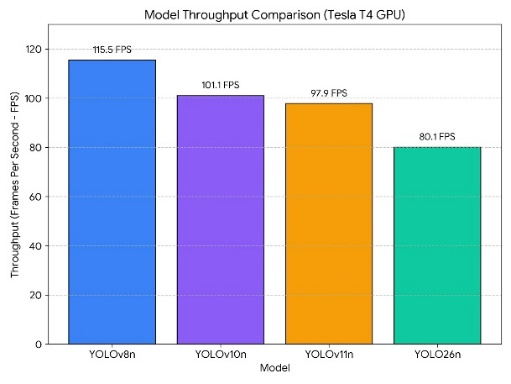 Model Throughput Comparison (Tesla T4 GPU)
Throughput (Frames Per Second - FPS)
120
100
80
60
40
20
0
115.5 FPS
101.1 FPS
97.9 FPS
80.1 FPS
YOLOv8n
YOLOv10n
YOLOv11n
YOLO26n
Model